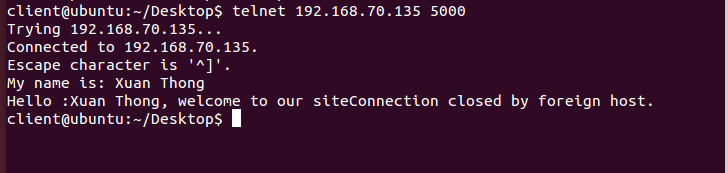 client@ubuntu:~/Desktop$ telnet 192.168.70.135 5000
Trying 192.168.70.135...
Connected to 192.168.70.135.
Escape character is '^]'.
My name is: Xuan Thong
Hello :Xuan Thong, welcome to our siteConnection closed by foreign host.
client@ubuntu:~/Desktop$